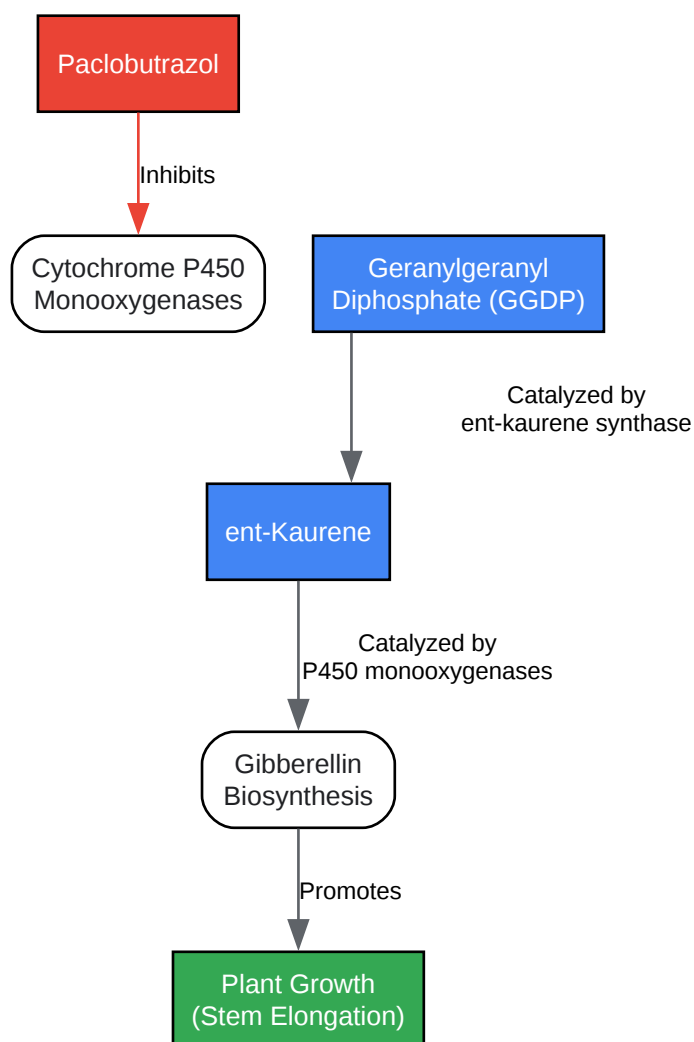 Paclobutrazol
Inhibits
Cytochrome P450
Monooxygenases
Geranylgeranyl
Diphosphate (GGDP)
Catalyzed by
ent-kaurene synthase
ent-Kaurene
Catalyzed by
P450 monooxygenases
Gibberellin
Biosynthesis
Promotes
Plant Growth
(Stem Elongation)